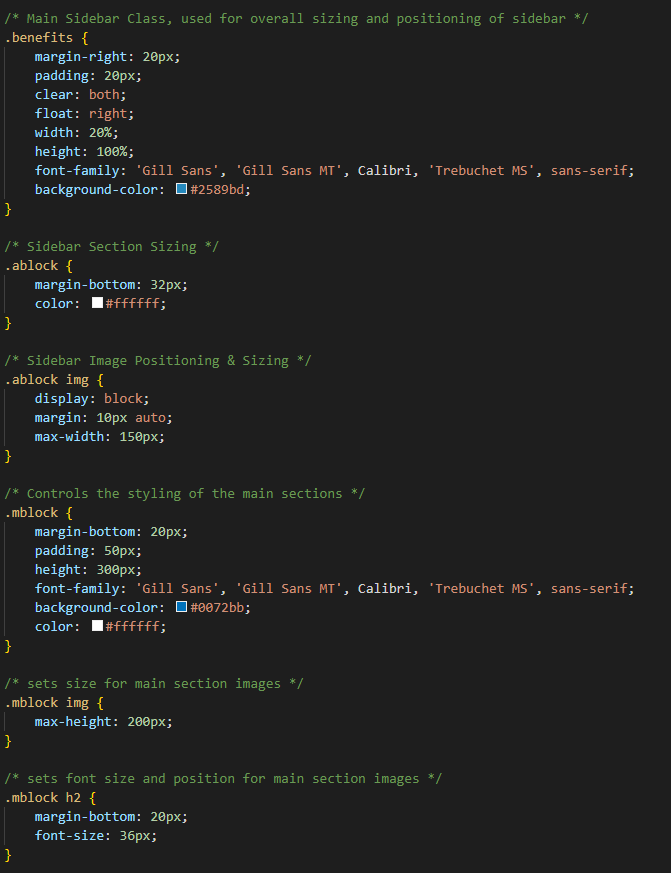 /* Main Sidebar Class, used for overall sizing and positioning of sidebar */
.benefits {
    margin-right: 20px;
    padding: 20px;
    clear: both;
    float: right;
    width: 20%;
    height: 100%;
    font-family: 'Gill Sans', 'Gill Sans MT', Calibri, 'Trebuchet MS', sans-serif;
    background-color: #2589bd;
}

/* Sidebar Section Sizing */
.ablock {
    margin-bottom: 32px;
    color: #ffffff;
}

/* Sidebar Image Positioning & Sizing */
.ablock img {
    display: block;
    margin: 10px auto;
    max-width: 150px;
}

/* Controls the styling of the main sections */
.mblock {
    margin-bottom: 20px;
    padding: 50px;
    height: 300px;
    font-family: 'Gill Sans', 'Gill Sans MT', Calibri, 'Trebuchet MS', sans-serif;
    background-color: #0072bb;
    color: #ffffff;
}

/* sets size for main section images */
.mblock img {
    max-height: 200px;
}

/* sets font size and position for main section images */
.mblock h2 {
    margin-bottom: 20px;
    font-size: 36px;
}